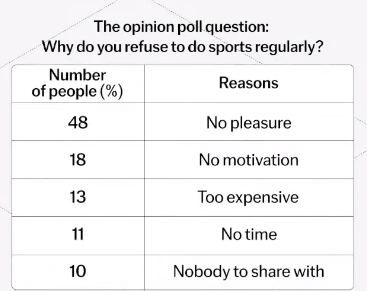 The opinion poll question:
Why do you refuse to do sports regularly?
Number
of people (%)
Reasons
48 No pleasure
18 No motivation
13 Too expensive
11 No time
10 Nobody to share with